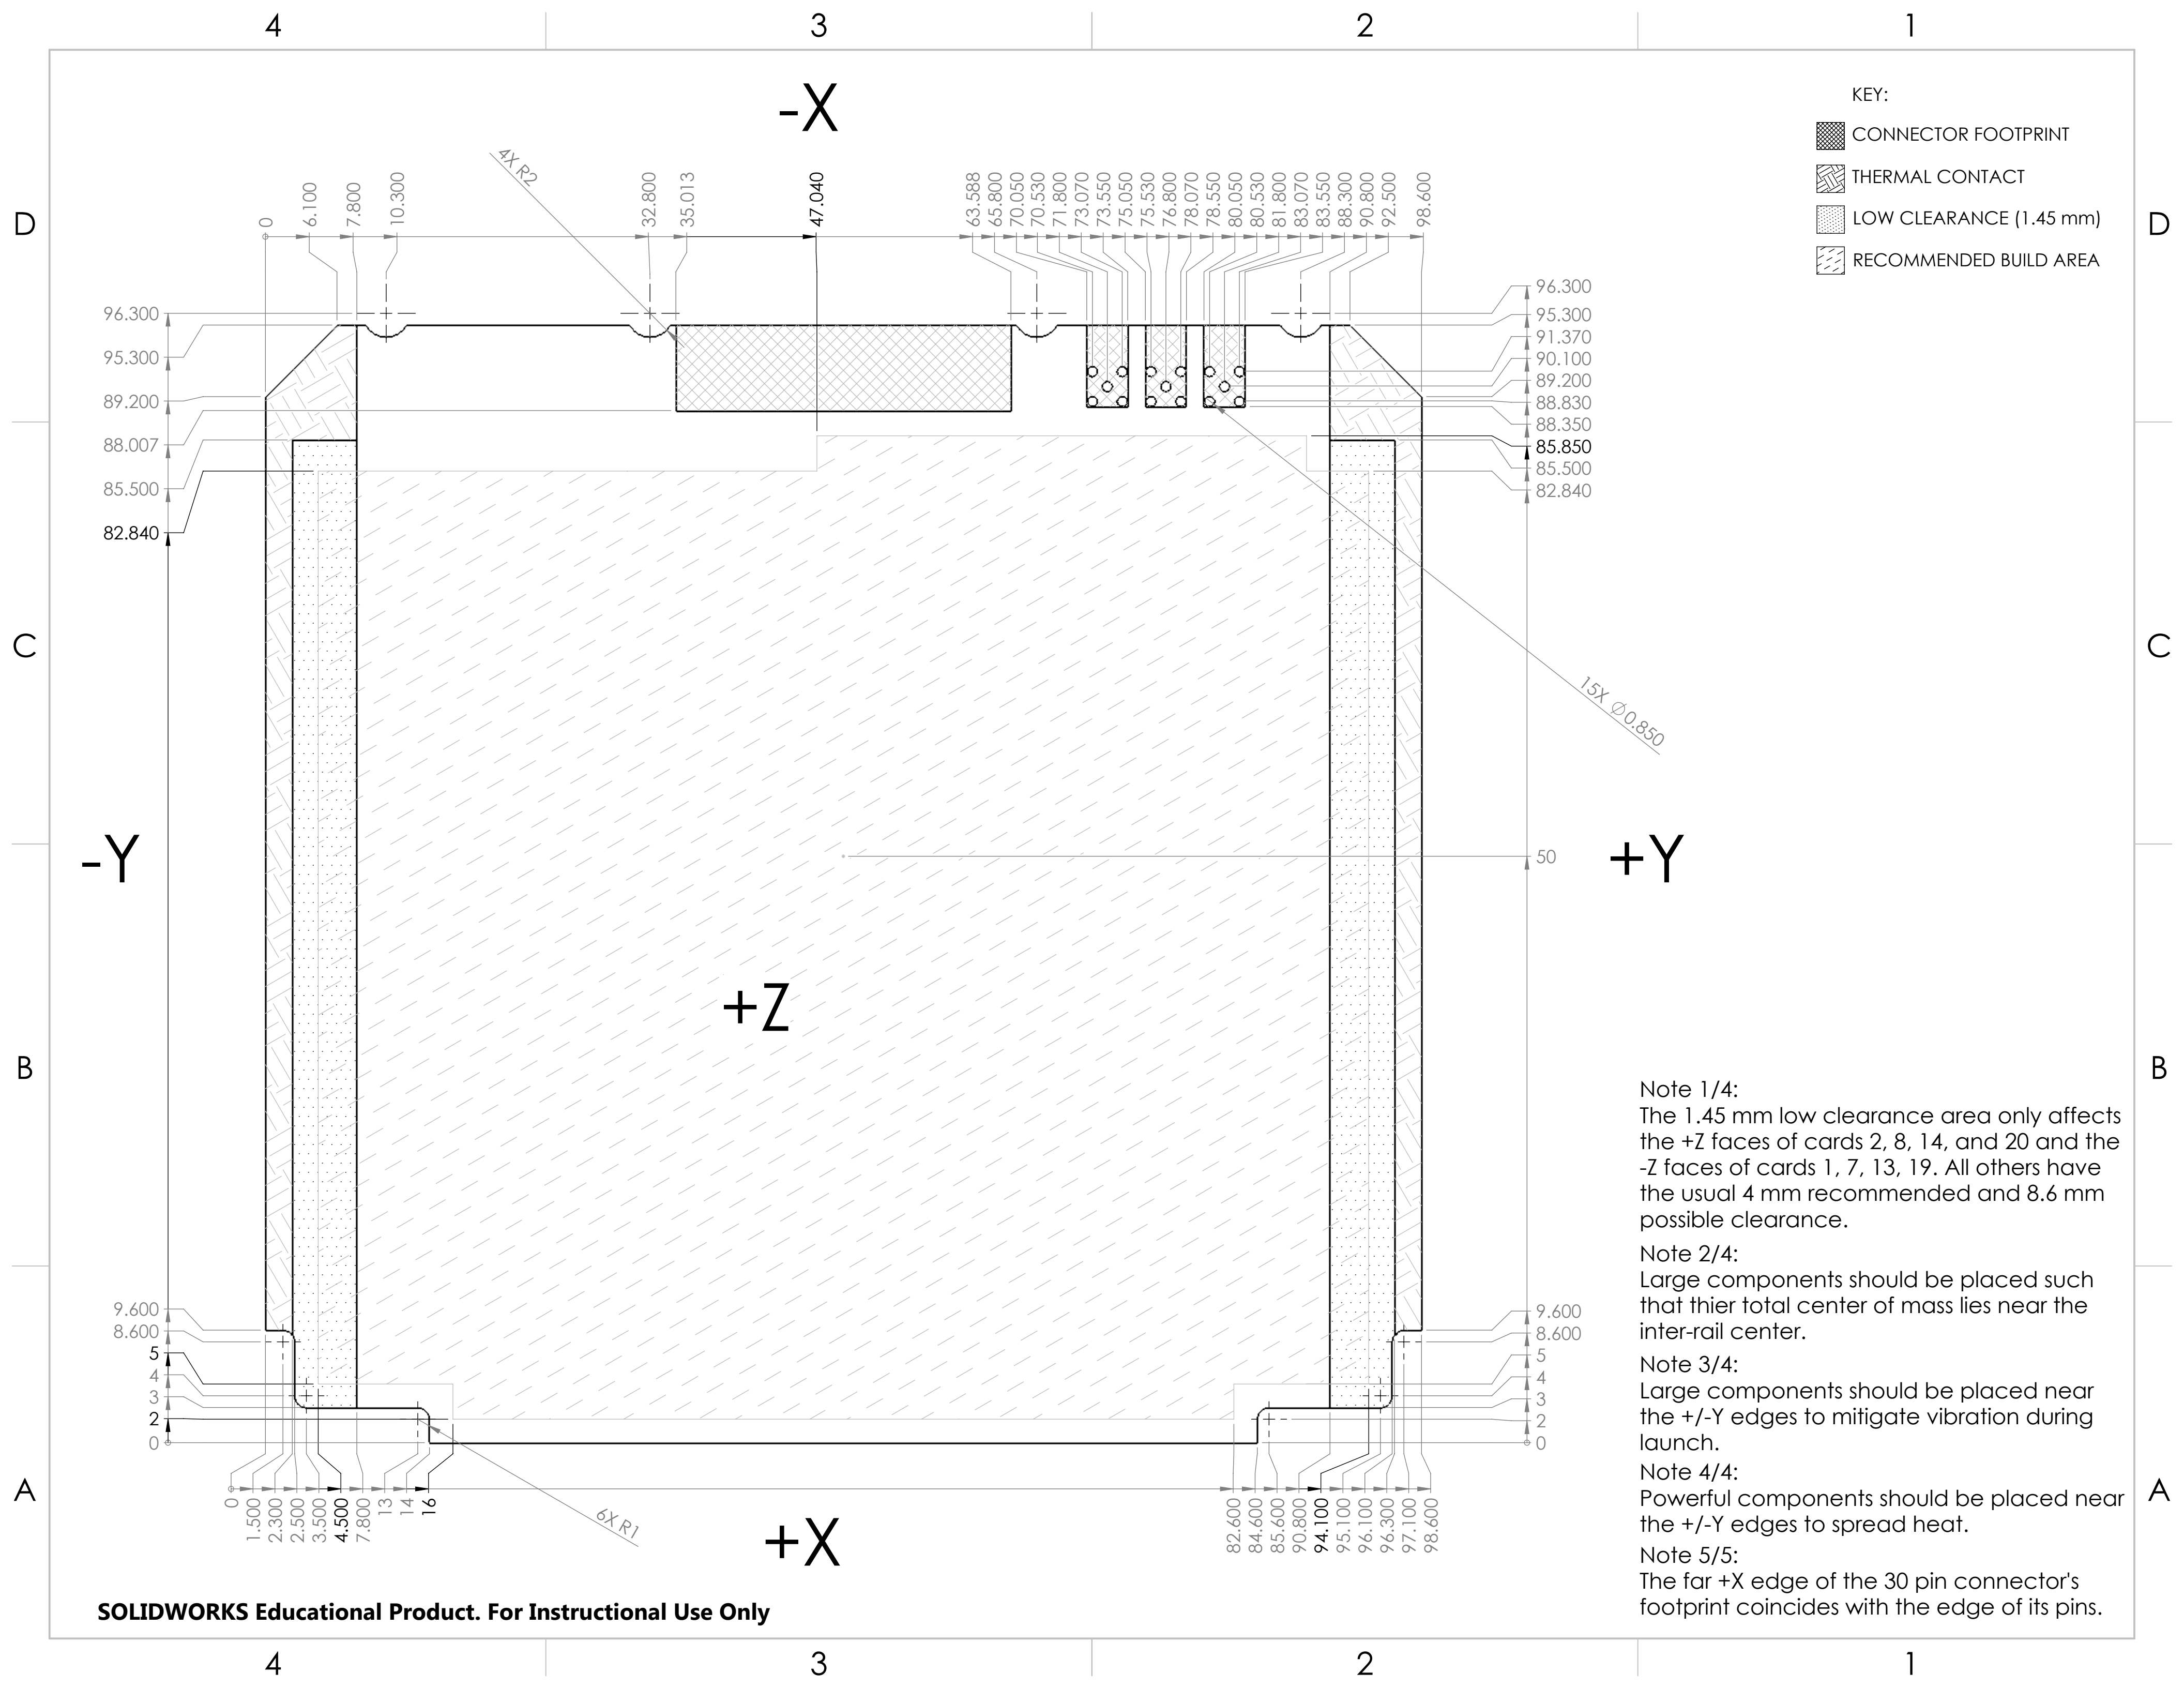 4 3 2 1
-X
KEY:
CONNECTOR FOOTPRINT
THERMAL CONTACT
LOW CLEARANCE (1.45 mm)
RECOMMENDED BUILD AREA
4X R2
0 6.100 7.800 10.300 32.800 35.013 47.040 63.588 65.800 70.050 70.530 71.800 73.070 73.550 75.050 75.530 76.800 78.070 78.550 80.050 80.530 81.800 83.070 83.550 88.300 90.800 92.500 98.600
D D
96.300
95.300
89.200
88.007
85.500
82.840
96.300
95.300
91.370
90.100
89.200
88.830
88.350
85.850
85.500
82.840
C C
15X Ø0.850
-Y
50
+Y
+Z
B B
Note 1/4:
The 1.45 mm low clearance area only affects
the +Z faces of cards 2, 8, 14, and 20 and the
-Z faces of cards 1, 7, 13, 19. All others have
the usual 4 mm recommended and 8.6 mm
possible clearance.
Note 2/4:
Large components should be placed such
that thier total center of mass lies near the
inter-rail center.
Note 3/4:
Large components should be placed near
the +/-Y edges to mitigate vibration during
launch.
Note 4/4:
Powerful components should be placed near
the +/-Y edges to spread heat.
Note 5/5:
The far +X edge of the 30 pin connector's
footprint coincides with the edge of its pins.
9.600
8.600
5
4
3
2
0
9.600
8.600
5
4
3
2
0
A A
0 1.500 2.300 2.500 3.500 4.500 7.800 13 14 16 82.600 84.600 85.600 90.800 94.100 95.100 96.100 96.300 97.100 98.600
6X R1
+X
SOLIDWORKS Educational Product. For Instructional Use Only
4 3 2 1